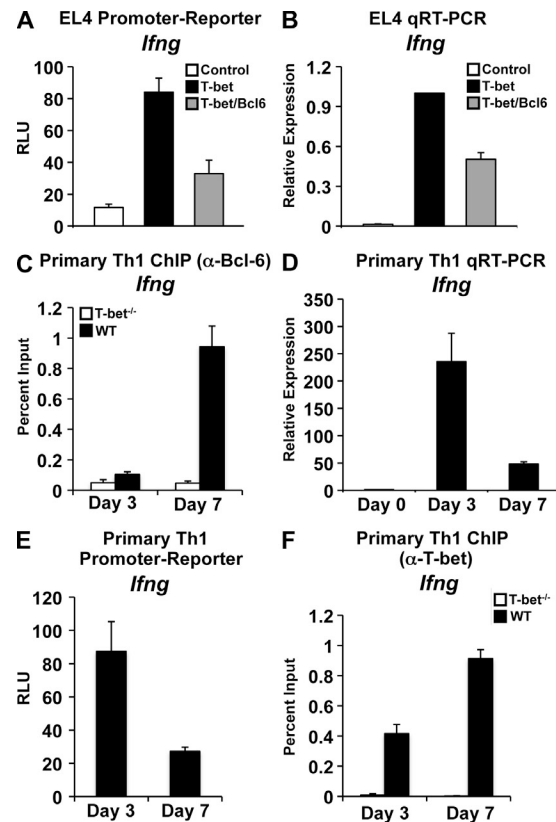 A EL4 Promoter-Reporter
Ifng
RLU
100
80
60
40
20
0
Control
T-bet
T-bet/Bcl6
B EL4 qRT-PCR
Ifng
Relative Expression
1.2
0.9
0.6
0.3
0
Control
T-bet
T-bet/Bcl6
C Primary Th1 ChIP (α-Bcl-6)
Ifng
T-bet-/-
WT
Percent Input
1.2
1
0.8
0.6
0.4
0.2
0
Day 3 Day 7
D Primary Th1 qRT-PCR
Ifng
Relative Expression
350
300
250
200
150
100
50
0
Day 0 Day 3 Day 7
E Primary Th1
Promoter-Reporter
Ifng
RLU
120
100
80
60
40
20
0
Day 3 Day 7
F Primary Th1 ChIP
(α-T-bet)
Ifng
T-bet-/-
WT
Percent Input
1.2
1
0.8
0.6
0.4
0.2
0
Day 3 Day 7